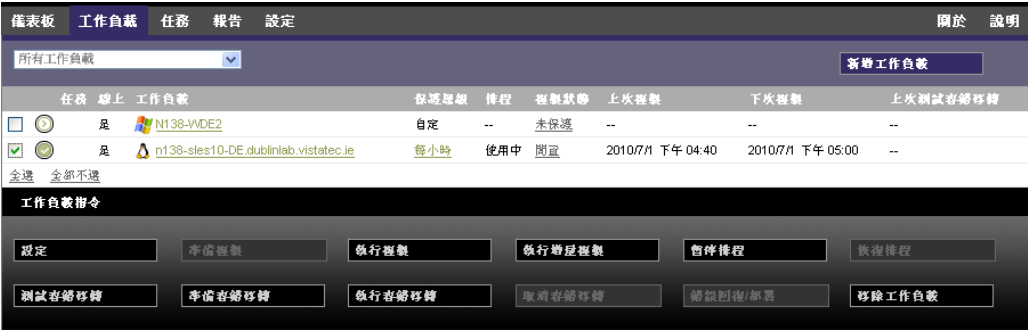 儀表板 工作負載 任務 報告 設定 關於 說明
所有工作負載 新增工作負載
任務 線上 工作負載 保護層級 排程 複製狀態 上次複製 下次複製 上次測試容錯移轉
是 N138-WDE2 自定 -- 未保護 -- -- --
是 n138-sles10-DE.dublinlab.vistatec.ie 每小時 使用中 閒置 2010/7/1 下午 04:40 2010/7/1 下午 05:00 --
全選 全部不選
工作負載指令
設定 準備複製 執行複製 執行增量複製 暫停排程 恢復排程
測試容錯移轉 準備容錯移轉 執行容錯移轉 取消容錯移轉 錯誤回復/部署 移除工作負載